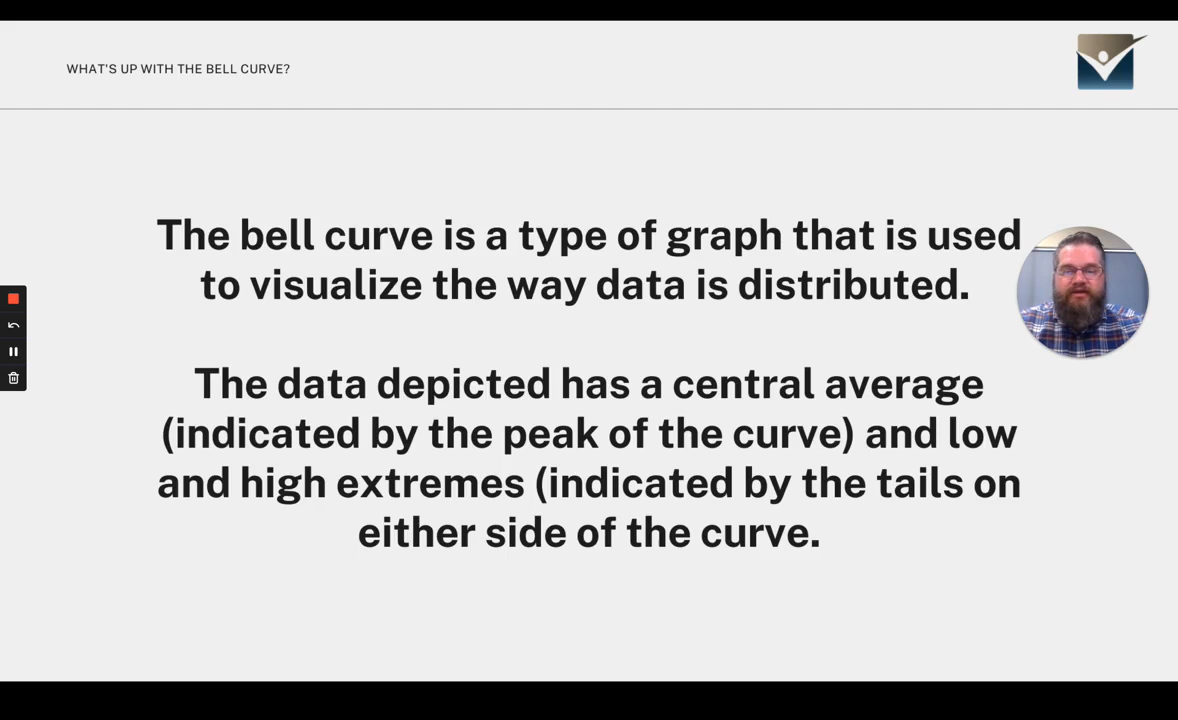 WHAT'S UP WITH THE BELL CURVE?
The bell curve is a type of graph that is used
to visualize the way data is distributed.
The data depicted has a central average
(indicated by the peak of the curve) and low
and high extremes (indicated by the tails on
either side of the curve.